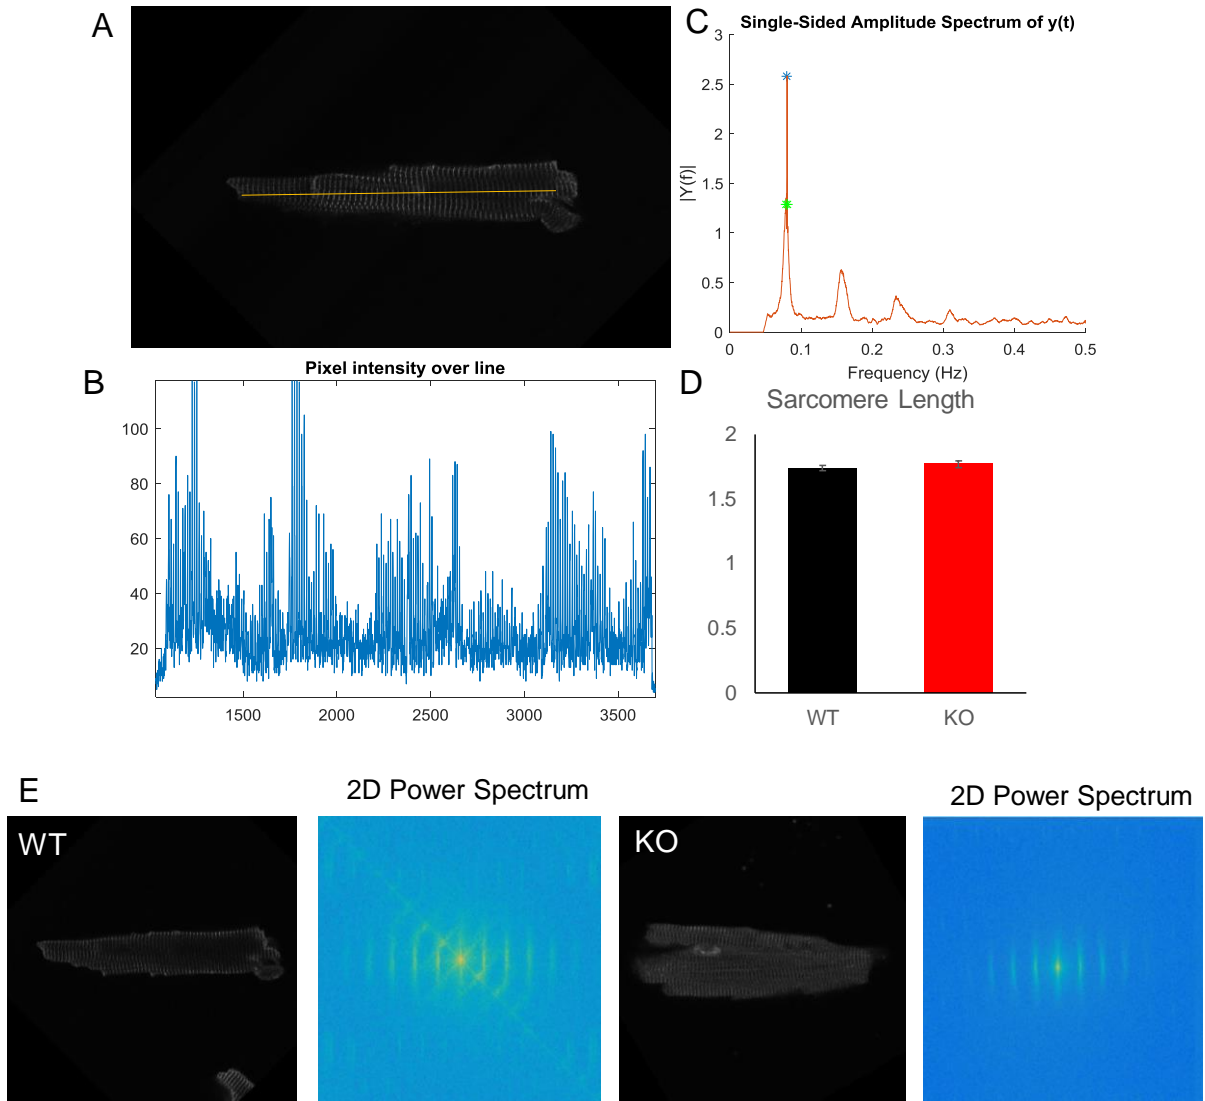 A
C
Single-Sided Amplitude Spectrum of y(t)
3
2.5
2
1.5
1
0.5
0
|Y(f)|
0 0.1 0.2 0.3 0.4 0.5
Frequency (Hz)
B
Pixel intensity over line
100
80
60
40
20
1500 2000 2500 3000 3500
D
Sarcomere Length
2
1.5
1
0.5
0
WT KO
E
2D Power Spectrum
2D Power Spectrum
WT
KO